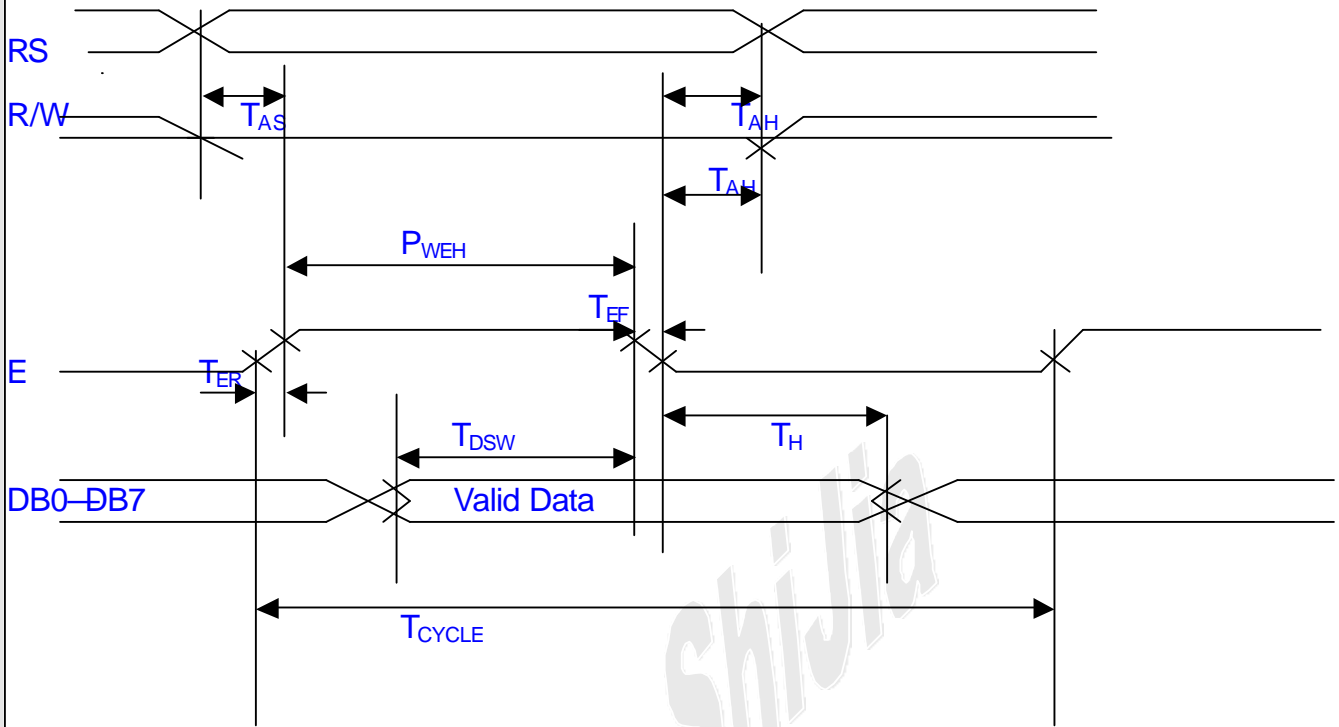 RS
R/W
TAS
TAH
TAH
PWEH
TEF
E
TER
TDSW
TH
DB0—DB7
Valid Data
TCYCLE
ShiJia